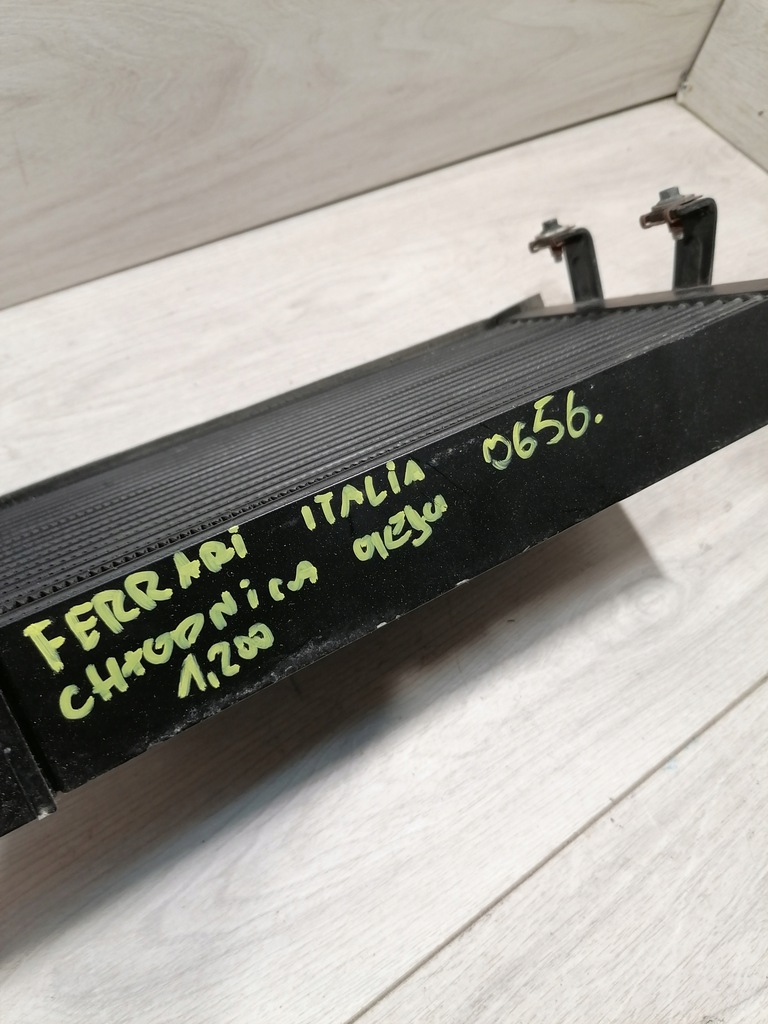 FERRARi ITALiA 0656.
CHŁODNiCA OLEJU
1.200